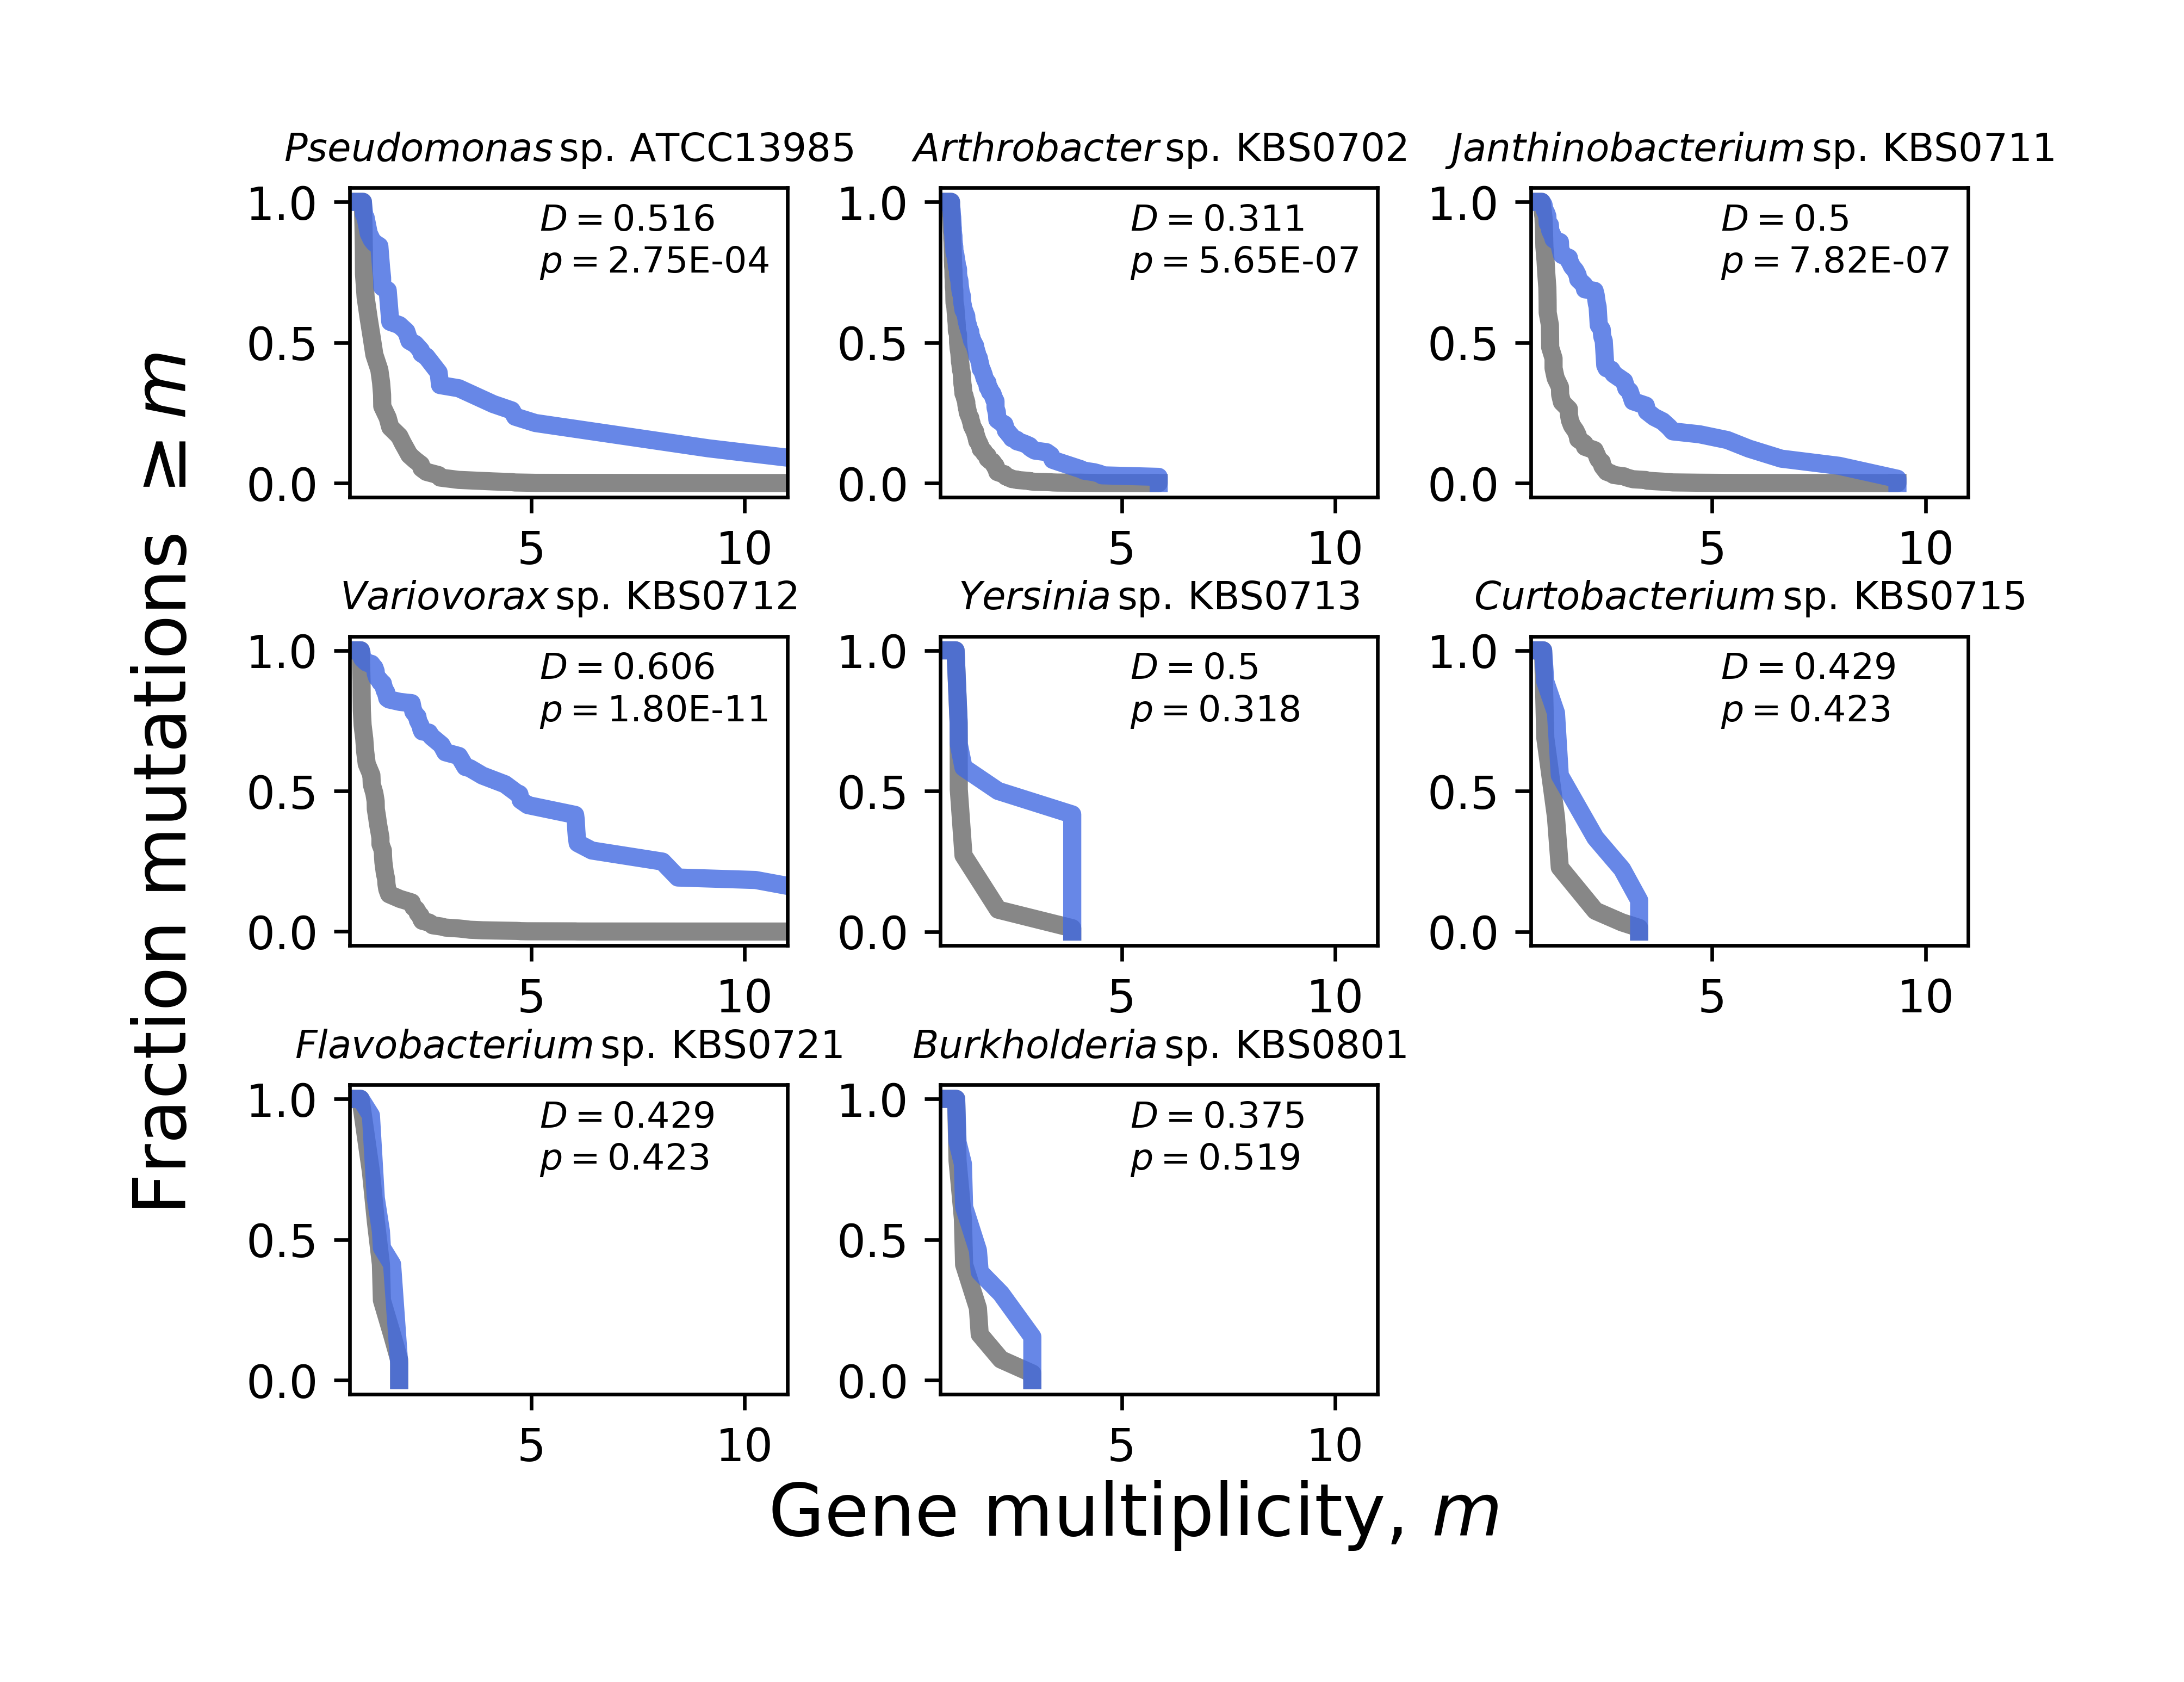 Pseudomonas sp. ATCC13985
1.0
0.5
0.0
D = 0.516
p = 2.75E-04
5
10
Arthrobacter sp. KBS0702
1.0
0.5
0.0
D = 0.311
p = 5.65E-07
5
10
Janthinobacterium sp. KBS0711
1.0
0.5
0.0
D = 0.5
p = 7.82E-07
5
10
Variovorax sp. KBS0712
1.0
0.5
0.0
D = 0.606
p = 1.80E-11
5
10
Yersinia sp. KBS0713
1.0
0.5
0.0
D = 0.5
p = 0.318
5
10
Curtobacterium sp. KBS0715
1.0
0.5
0.0
D = 0.429
p = 0.423
5
10
Flavobacterium sp. KBS0721
1.0
0.5
0.0
D = 0.429
p = 0.423
5
10
Burkholderia sp. KBS0801
1.0
0.5
0.0
D = 0.375
p = 0.519
5
10
Fraction mutations ≥ m
Gene multiplicity, m